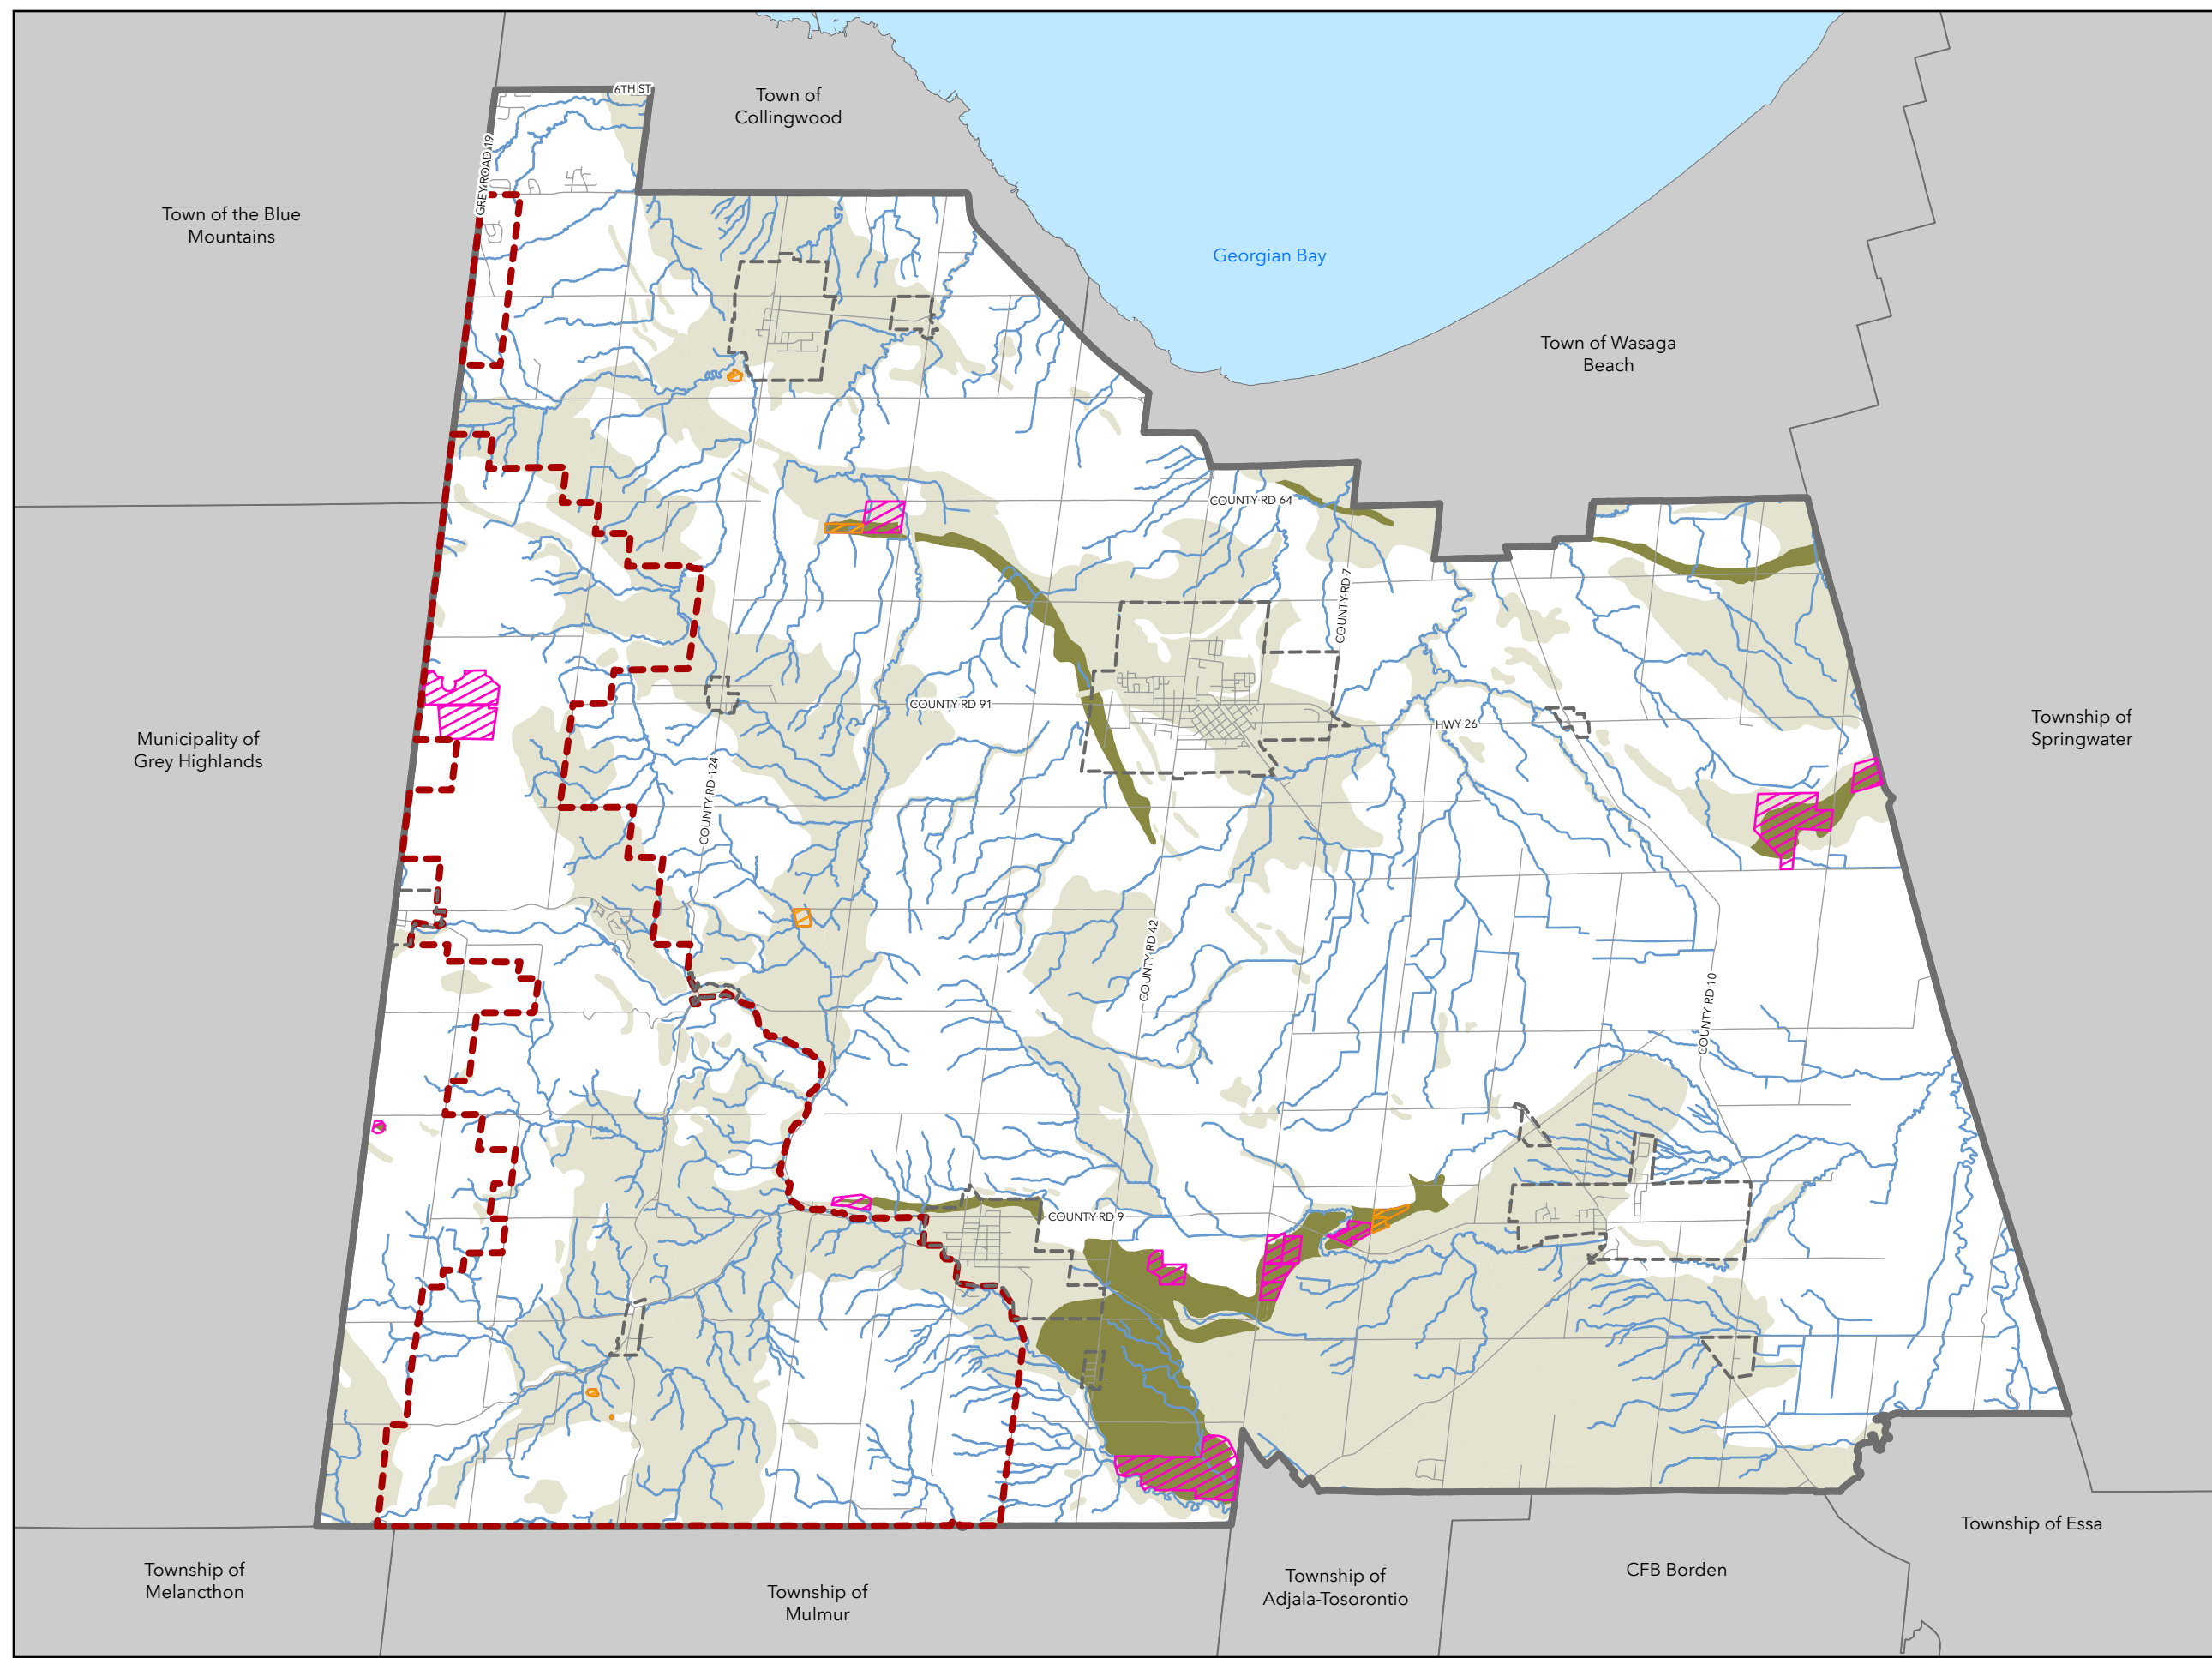 6TH ST
Town of
Collingwood
GREY ROAD 19
Town of the Blue
Mountains
Georgian Bay
Town of Wasaga
Beach
COUNTY RD 64
COUNTY RD 7
COUNTY RD 91
HWY 26
Township of
Springwater
Municipality of
Grey Highlands
COUNTY RD 124
COUNTY RD 42
COUNTY RD 10
COUNTY RD 9
Township of Essa
Township of
Melancthon
Township of
Mulmur
Township of
Adjala-Tosorontio
CFB Borden